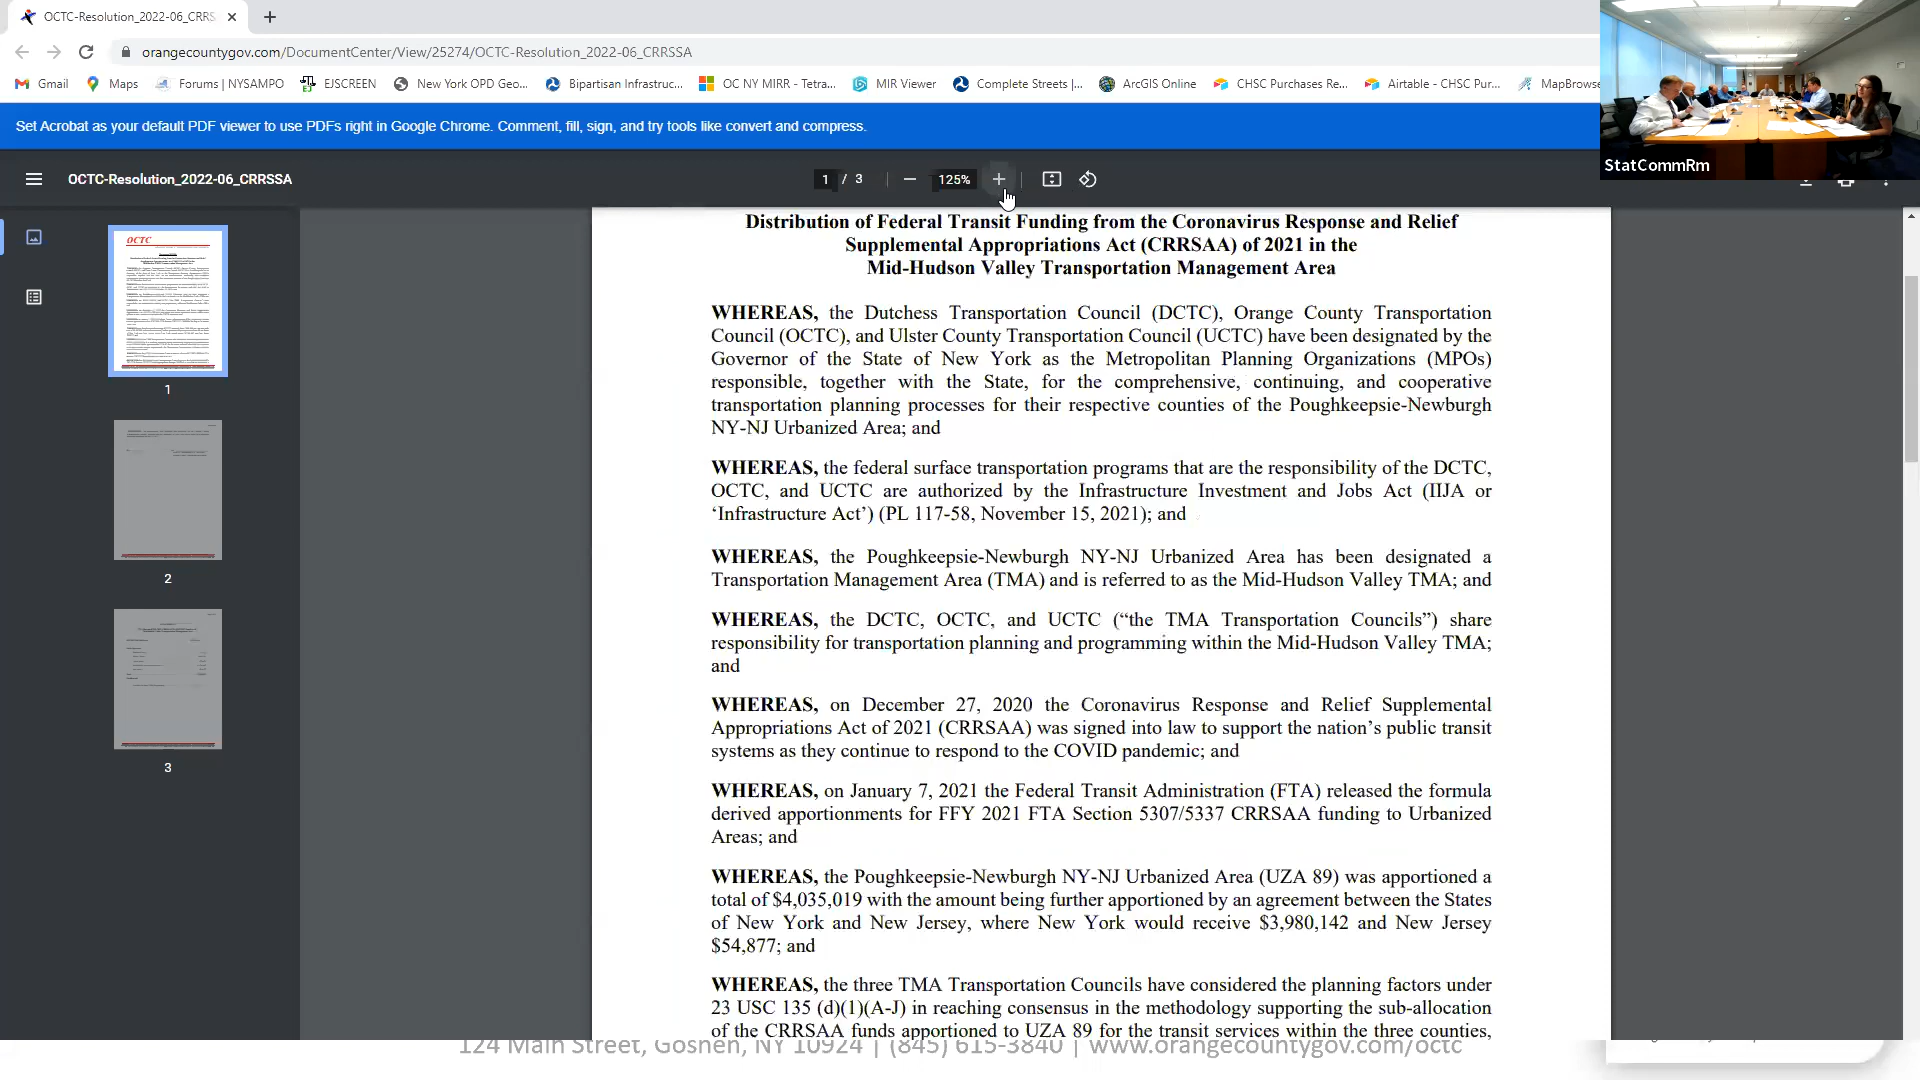 OCTC-Resolution_2022-06_CRRS
orangecountygov.com/DocumentCenter/View/25274/OCTC-Resolution_2022-06_CRRSSA
Gmail Maps Forums | NYSAMPO EJSCREEN New York OPD Geo... Bipartisan Infrastruc... OC NY MIRR - Tetra... MIR Viewer Complete Streets |... ArcGIS Online CHSC Purchases Re... Airtable - CHSC Pur... MapBrowse
Set Acrobat as your default PDF viewer to use PDFs right in Google Chrome. Comment, fill, sign, and try tools like convert and compress.
StatCommRm
OCTC-Resolution_2022-06_CRRSSA 1 / 3 125%
OCTC
1
2
3
Distribution of Federal Transit Funding from the Coronavirus Response and Relief
Supplemental Appropriations Act (CRRSAA) of 2021 in the
Mid-Hudson Valley Transportation Management Area
WHEREAS, the Dutchess Transportation Council (DCTC), Orange County Transportation
Council (OCTC), and Ulster County Transportation Council (UCTC) have been designated by the
Governor of the State of New York as the Metropolitan Planning Organizations (MPOs)
responsible, together with the State, for the comprehensive, continuing, and cooperative
transportation planning processes for their respective counties of the Poughkeepsie-Newburgh
NY-NJ Urbanized Area; and
WHEREAS, the federal surface transportation programs that are the responsibility of the DCTC,
OCTC, and UCTC are authorized by the Infrastructure Investment and Jobs Act (IIJA or
‘Infrastructure Act’) (PL 117-58, November 15, 2021); and
WHEREAS, the Poughkeepsie-Newburgh NY-NJ Urbanized Area has been designated a
Transportation Management Area (TMA) and is referred to as the Mid-Hudson Valley TMA; and
WHEREAS, the DCTC, OCTC, and UCTC (“the TMA Transportation Councils”) share
responsibility for transportation planning and programming within the Mid-Hudson Valley TMA;
and
WHEREAS, on December 27, 2020 the Coronavirus Response and Relief Supplemental
Appropriations Act of 2021 (CRRSAA) was signed into law to support the nation’s public transit
systems as they continue to respond to the COVID pandemic; and
WHEREAS, on January 7, 2021 the Federal Transit Administration (FTA) released the formula
derived apportionments for FFY 2021 FTA Section 5307/5337 CRRSAA funding to Urbanized
Areas; and
WHEREAS, the Poughkeepsie-Newburgh NY-NJ Urbanized Area (UZA 89) was apportioned a
total of $4,035,019 with the amount being further apportioned by an agreement between the States
of New York and New Jersey, where New York would receive $3,980,142 and New Jersey
$54,877; and
WHEREAS, the three TMA Transportation Councils have considered the planning factors under
23 USC 135 (d)(1)(A-J) in reaching consensus in the methodology supporting the sub-allocation
of the CRRSAA funds apportioned to UZA 89 for the transit services within the three counties,
124 Main Street, Goshen, NY 10924 | (845) 615-3840 | www.orangecountygov.com/octc